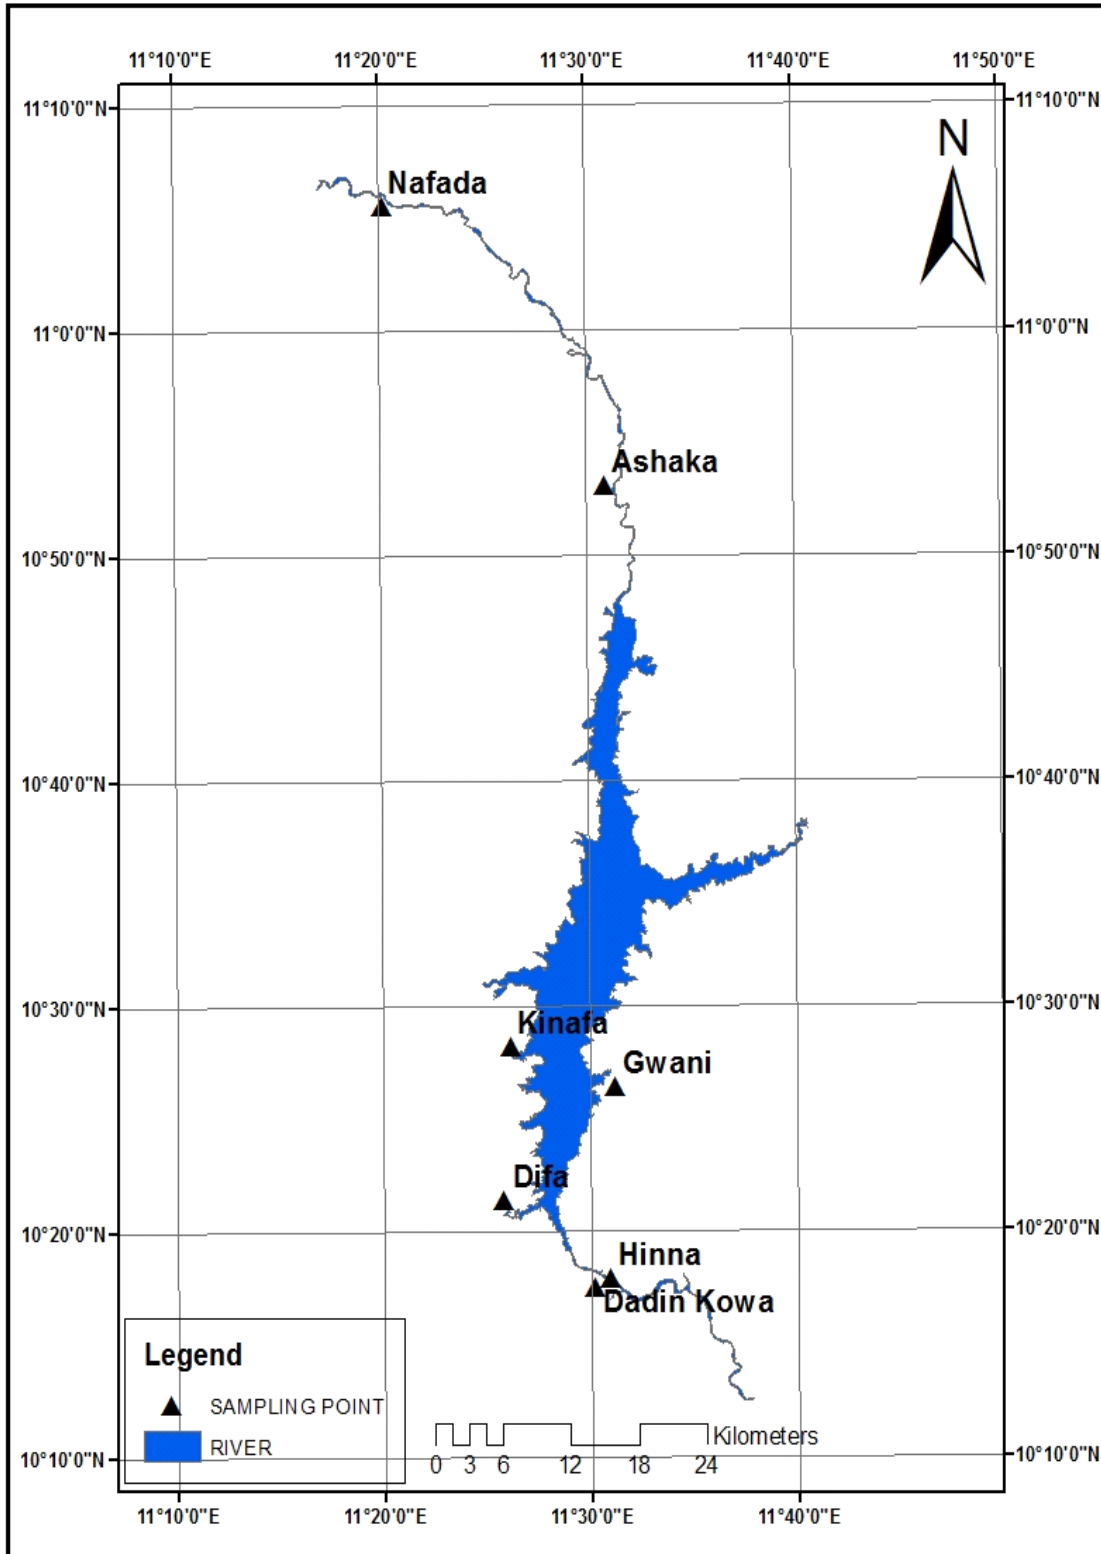 11°10'0"E 11°20'0"E 11°30'0"E 11°40'0"E 11°50'0"E
11°10'0"N 11°10'0"N
N
Nafada
11°0'0"N 11°0'0"N
Ashaka
10°50'0"N 10°50'0"N
10°40'0"N 10°40'0"N
10°30'0"N 10°30'0"N
Kinafa
Gwani
Difa
10°20'0"N 10°20'0"N
Hinna
Dadin Kowa
Legend
SAMPLING POINT
RIVER
Kilometers
0 3 6 12 18 24
10°10'0"N 10°10'0"N
11°10'0"E 11°20'0"E 11°30'0"E 11°40'0"E